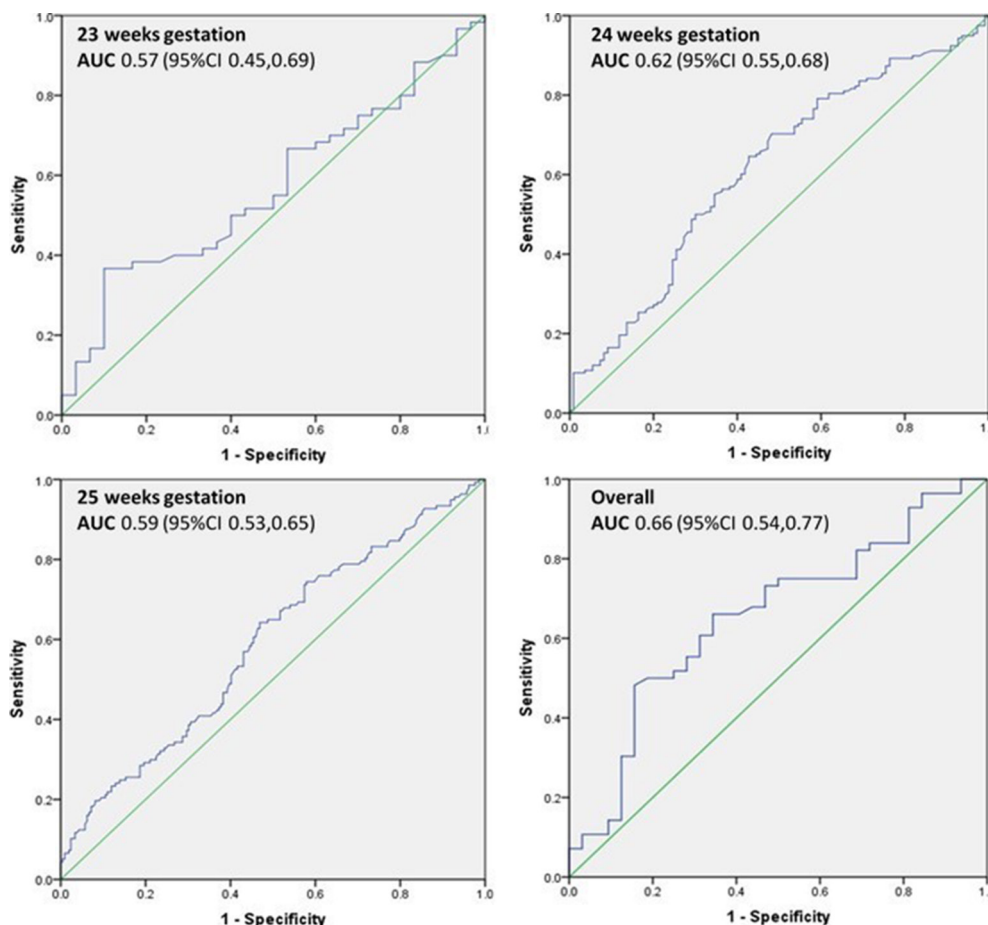 23 weeks gestation
AUC 0.57 (95%CI 0.45,0.69)
1.0
0.8
0.6
0.4
0.2
0.0
Sensitivity
0.0 0.2 0.4 0.6 0.8 1.0
1 - Specificity
24 weeks gestation
AUC 0.62 (95%CI 0.55,0.68)
1.0
0.8
0.6
0.4
0.2
0.0
Sensitivity
0.0 0.2 0.4 0.6 0.8 1.0
1 - Specificity
25 weeks gestation
AUC 0.59 (95%CI 0.53,0.65)
1.0
0.8
0.6
0.4
0.2
0.0
Sensitivity
0.0 0.2 0.4 0.6 0.8 1.0
1 - Specificity
Overall
AUC 0.66 (95%CI 0.54,0.77)
1.0
0.8
0.6
0.4
0.2
0.0
Sensitivity
0.0 0.2 0.4 0.6 0.8 1.0
1 - Specificity